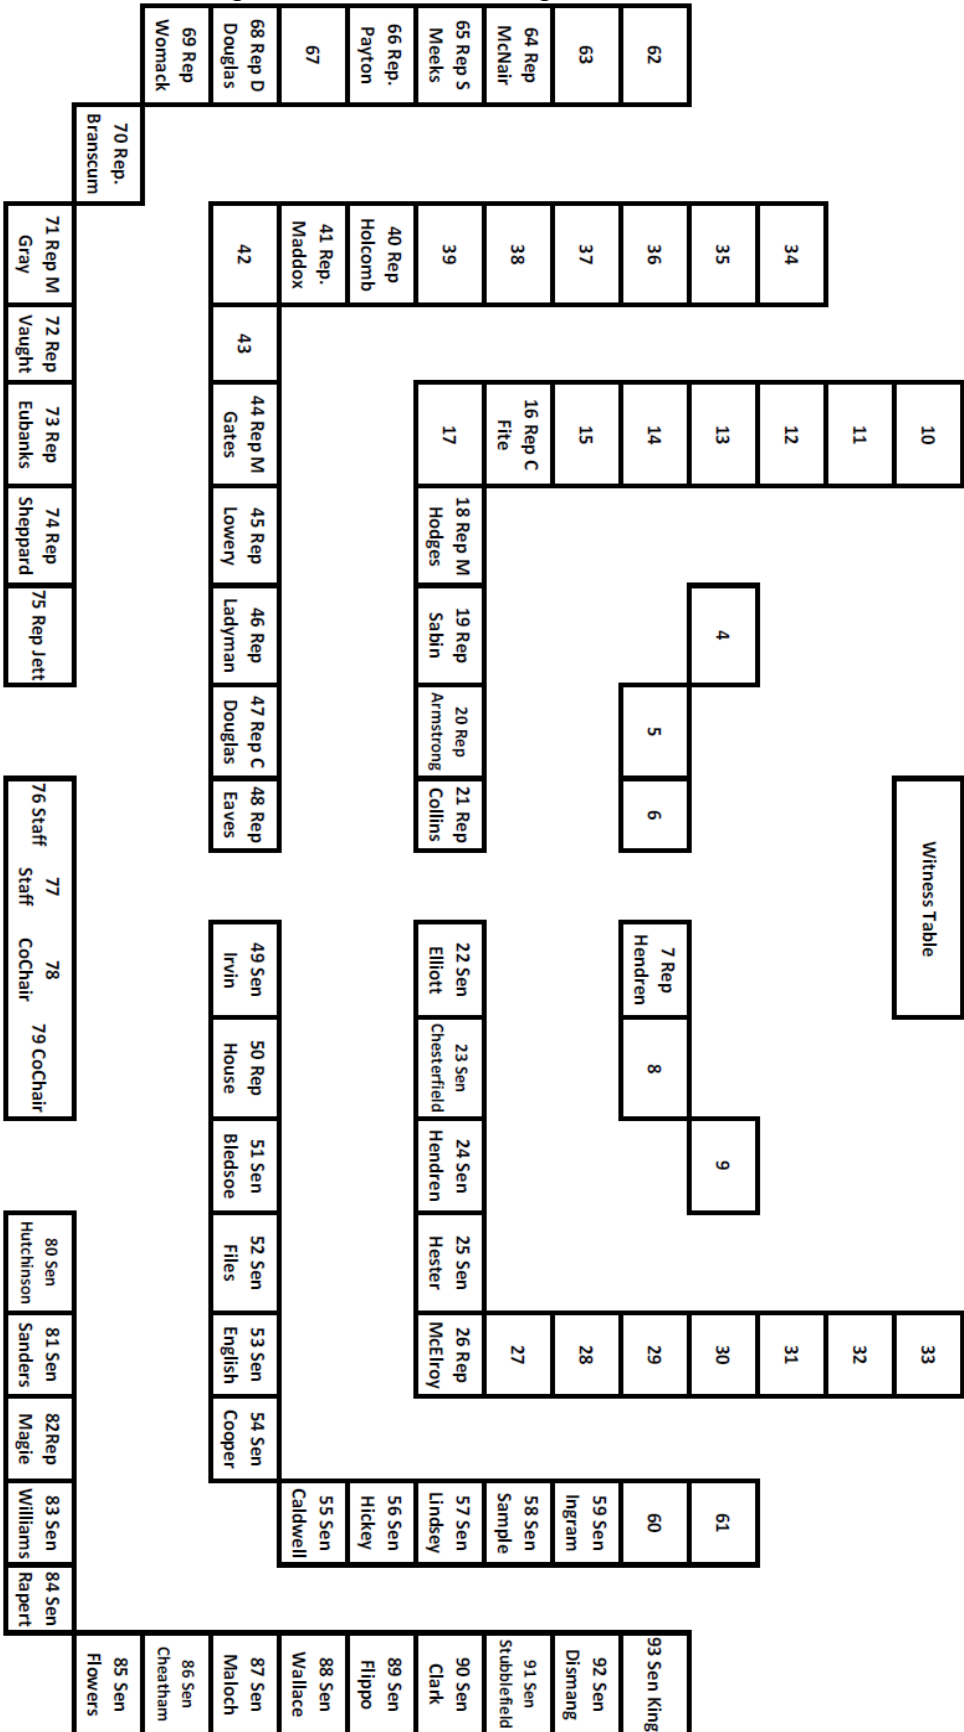 10
Witness Table
33
11
32
34
12
31
35
13
4
9
30
61
62
36
14
5
6
7 Rep
Hendren
8
29
60
93 Sen King
63
37
15
28
59 Sen
Ingram
92 Sen
Dismang
64 Rep
McNair
38
16 Rep C
Fite
27
58 Sen
Sample
91 Sen
Stubblefield
65 Rep S
Meeks
39
17
18 Rep M
Hodges
19 Rep
Sabin
20 Rep
Armstrong
21 Rep
Collins
22 Sen
Elliott
23 Sen
Chesterfield
24 Sen
Hendren
25 Sen
Hester
26 Rep
McElroy
57 Sen
Lindsey
90 Sen
Clark
66 Rep.
Payton
40 Rep
Holcomb
56 Sen
Hickey
89 Sen
Flippo
67
41 Rep.
Maddox
55 Sen
Caldwell
88 Sen
Wallace
68 Rep D
Douglas
42
43
44 Rep M
Gates
45 Rep
Lowery
46 Rep
Ladyman
47 Rep C
Douglas
48 Rep
Eaves
49 Sen
Irvin
50 Rep
House
51 Sen
Bledsoe
52 Sen
Files
53 Sen
English
54 Sen
Cooper
87 Sen
Maloch
69 Rep
Womack
86 Sen
Cheatham
70 Rep.
Branscum
85 Sen
Flowers
71 Rep M
Gray
72 Rep
Vaught
73 Rep
Eubanks
74 Rep
Sheppard
75 Rep Jett
76 Staff
77
Staff
78
CoChair
79 CoChair
80 Sen
Hutchinson
81 Sen
Sanders
82Rep
Magie
83 Sen
Williams
84 Sen
Rapert